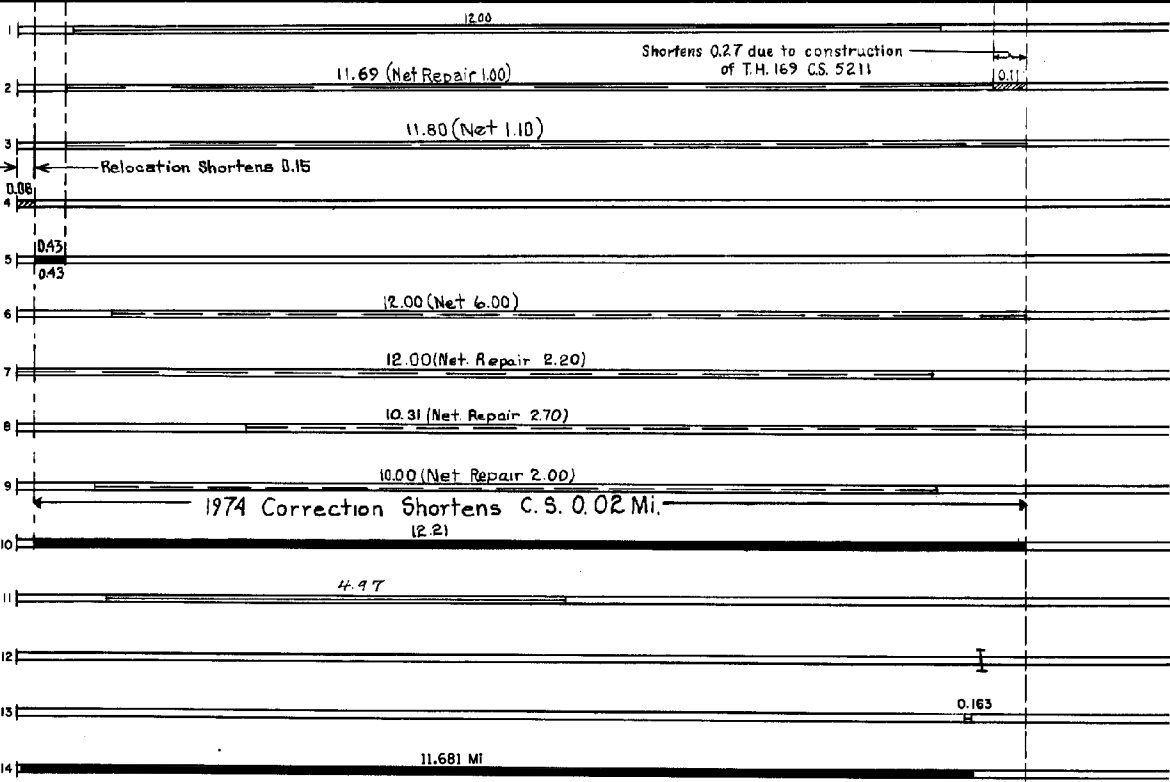 1
12.00
Shortens 0.27 due to construction
of T.H. 169 C.S. 5211
2
11.69 (Net Repair 1.00)
0.11
3
11.80 (Net 1.10)
Relocation Shortens 0.15
0.08
4
0.43
5
0.43
6
12.00 (Net 6.00)
7
12.00 (Net. Repair 2.20)
8
10.31 (Net. Repair 2.70)
9
10.00 (Net Repair 2.00)
1974 Correction Shortens C.S. 0.02 Mi.
12.21
10
11
4.97
12
13
0.163
14
11.681 MI